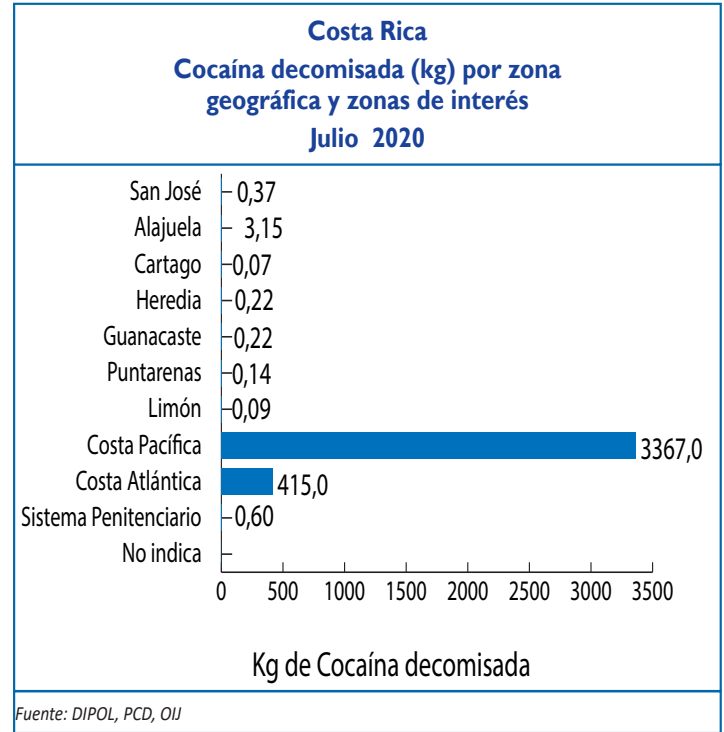 Costa Rica
Cocaína decomisada (kg) por zona
geográfica y zonas de interés
Julio 2020
San José 0,37
Alajuela 3,15
Cartago 0,07
Heredia 0,22
Guanacaste 0,22
Puntarenas 0,14
Limón 0,09
Costa Pacífica 3367,0
Costa Atlántica 415,0
Sistema Penitenciario 0,60
No indica
0 500 1000 1500 2000 2500 3000 3500
Kg de Cocaína decomisada
Fuente: DIPOL, PCD, OIJ